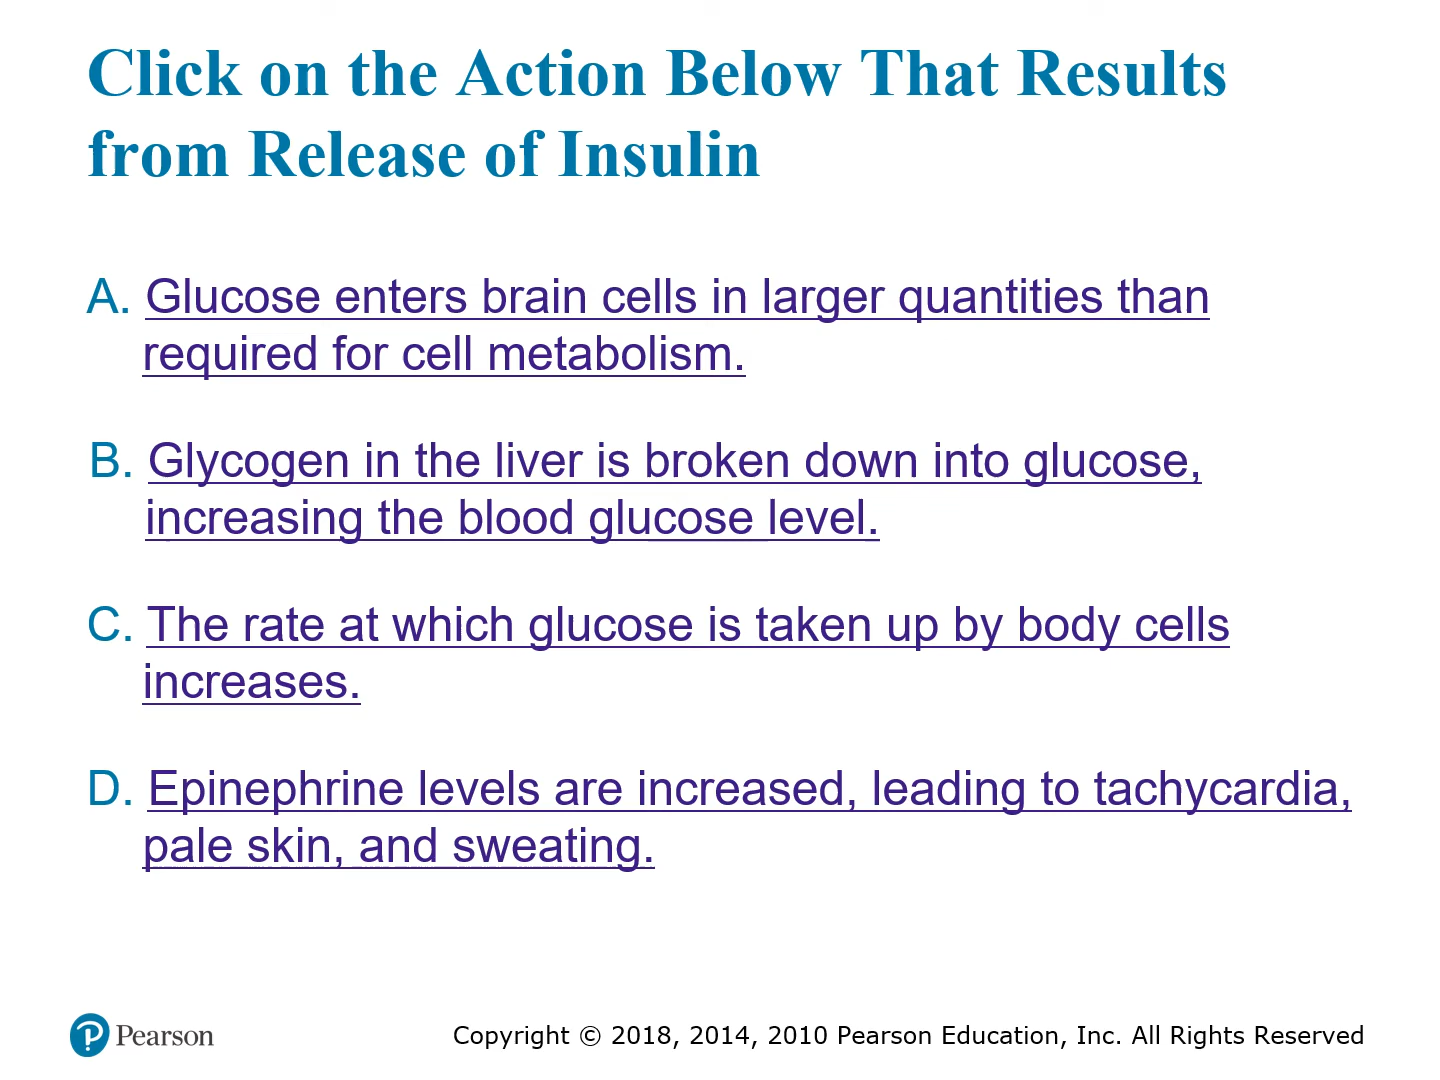 Click on the Action Below That Results
from Release of Insulin
A. Glucose enters brain cells in larger quantities than
required for cell metabolism.
B. Glycogen in the liver is broken down into glucose,
increasing the blood glucose level.
C. The rate at which glucose is taken up by body cells
increases.
D. Epinephrine levels are increased, leading to tachycardia,
pale skin, and sweating.
Pearson
Copyright © 2018, 2014, 2010 Pearson Education, Inc. All Rights Reserved